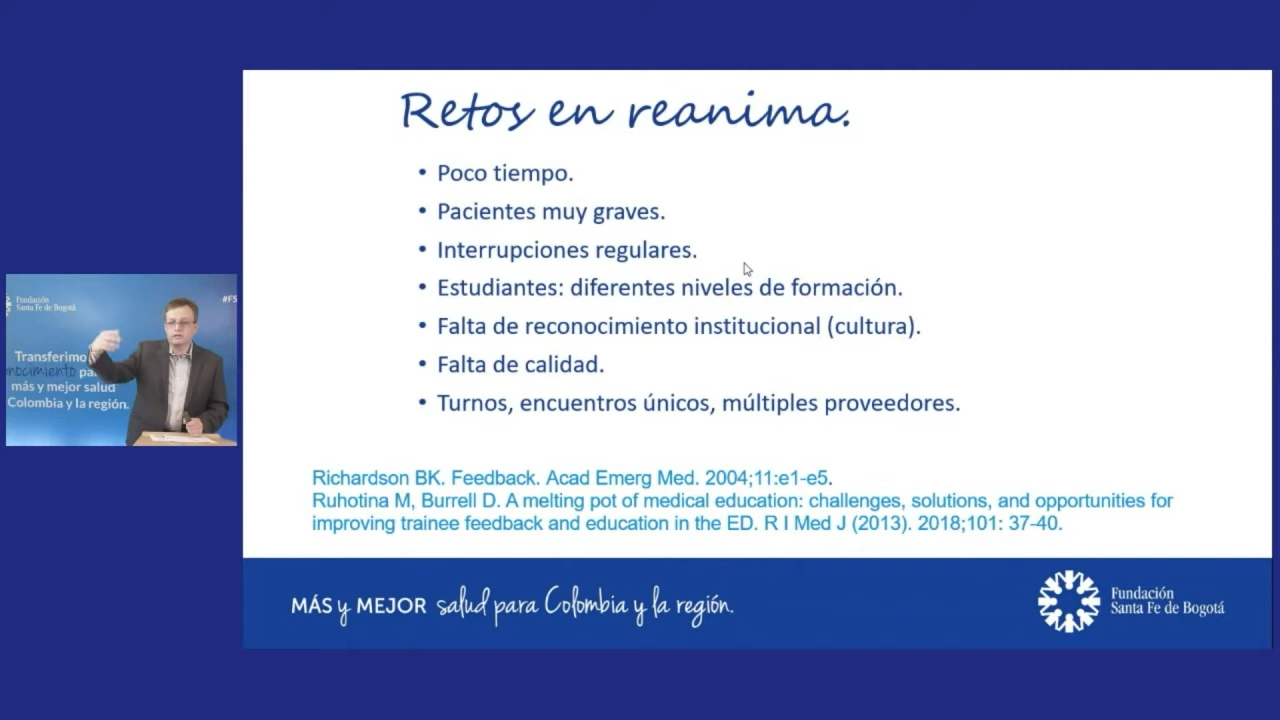 Retos en reanima.
• Poco tiempo.
• Pacientes muy graves.
• Interrupciones regulares.
• Estudiantes: diferentes niveles de formación.
• Falta de reconocimiento institucional (cultura).
• Falta de calidad.
• Turnos, encuentros únicos, múltiples proveedores.
Richardson BK. Feedback. Acad Emerg Med. 2004;11:e1-e5.
Ruhotina M, Burrell D. A melting pot of medical education: challenges, solutions, and opportunities for
improving trainee feedback and education in the ED. R I Med J (2013). 2018;101: 37-40.
MÁS y MEJOR salud para Colombia y la región.
Fundación
Santa Fe de Bogotá
Fundación
Santa Fe de Bogotá
#FS
Transferimo
nocimiento pa
más y mejor salud
Colombia y la región.